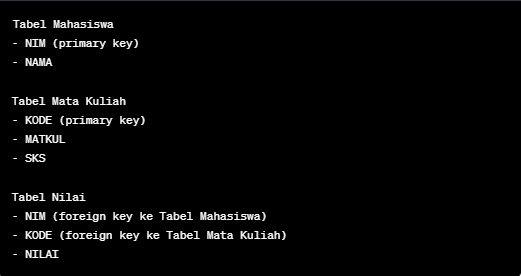 Tabel Mahasiswa
- NIM (primary key)
- NAMA
Tabel Mata Kuliah
- KODE (primary key)
- MATKUL
- SKS
Tabel Nilai
- NIM (foreign key ke Tabel Mahasiswa)
- KODE (foreign key ke Tabel Mata Kuliah)
- NILAI